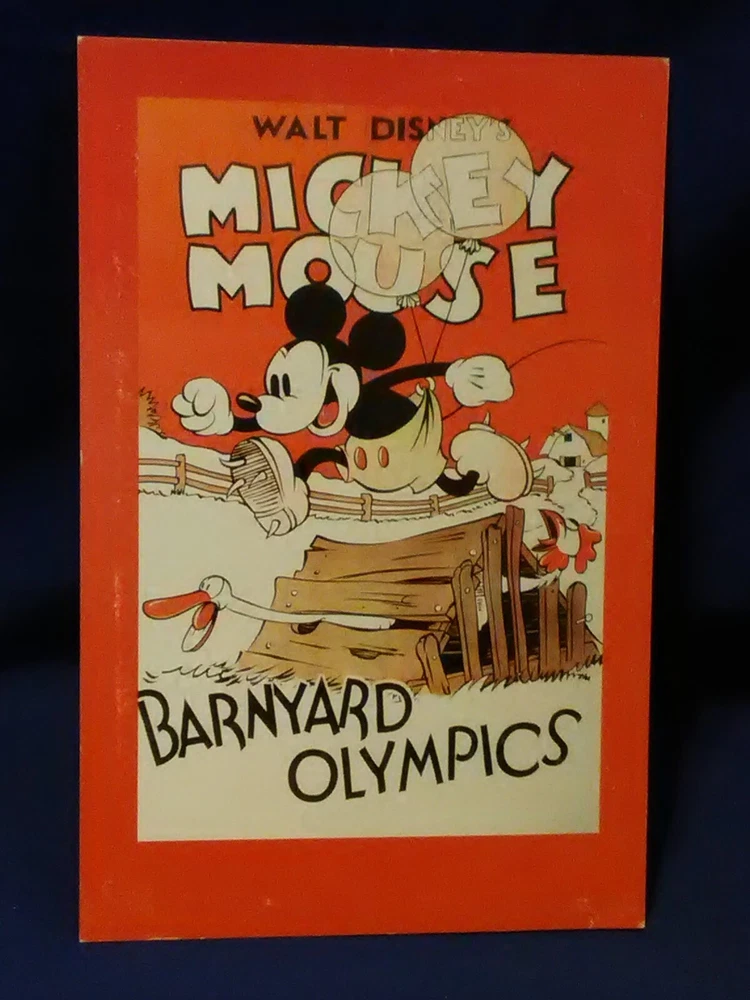 WALT DISNEY'S
MICKEY
MOUSE
BARNYARD
OLYMPICS